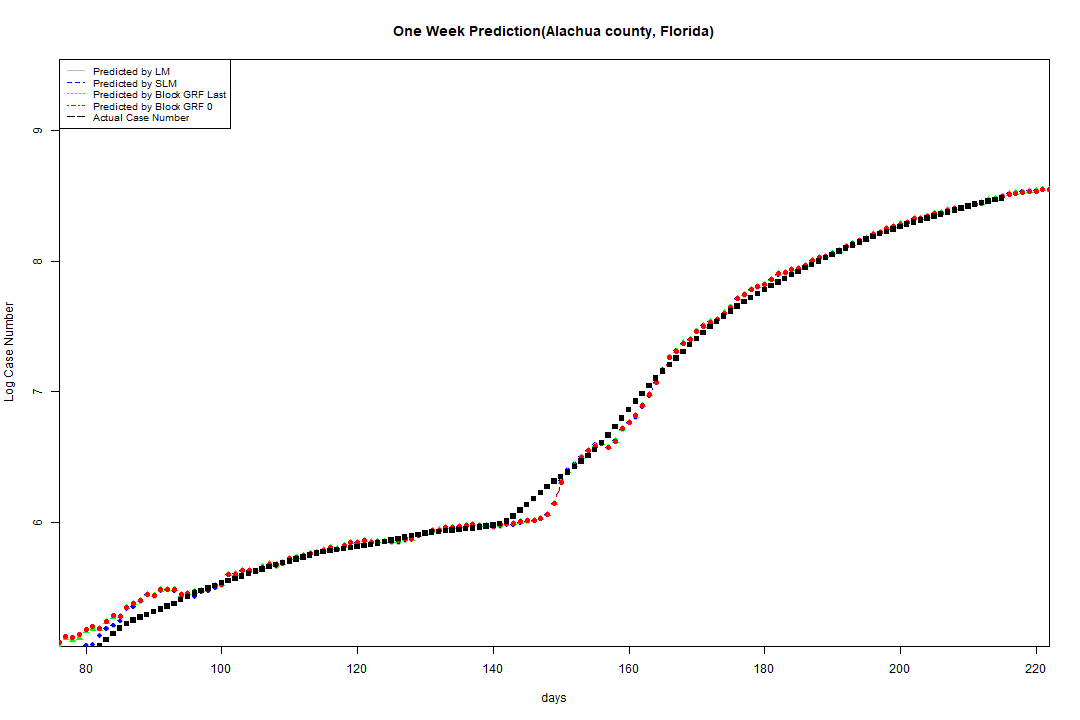 One Week Prediction(Alachua county, Florida)
Predicted by LM
Predicted by SLM
Predicted by Block GRF Last
Predicted by Block GRF 0
Actual Case Number
9
8
7
6
Log Case Number
80 100 120 140 160 180 200 220
days